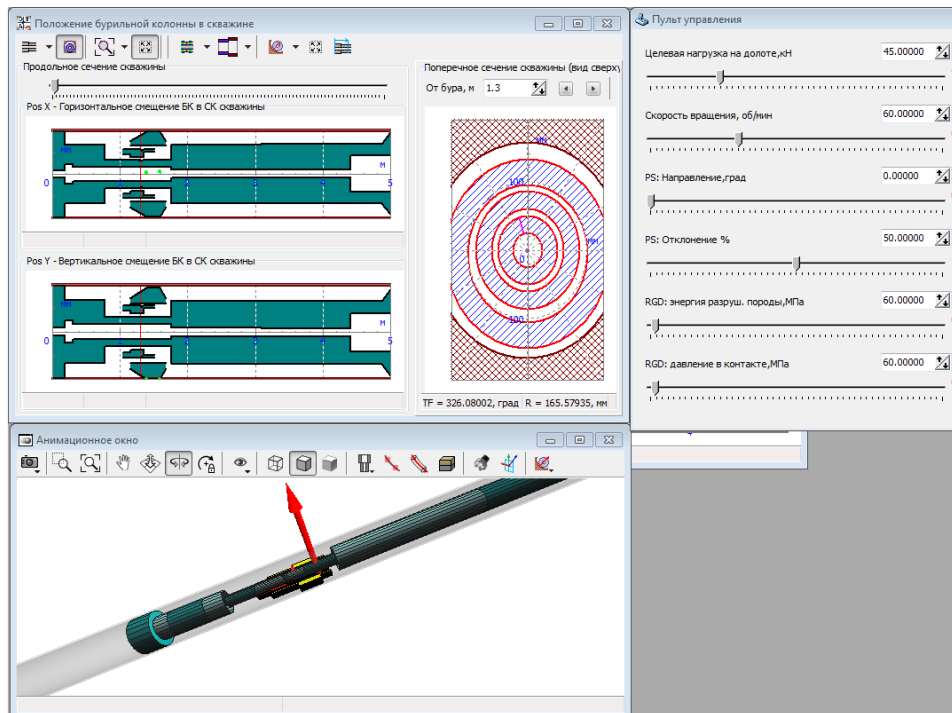 Положение бурильной колонны в скважине
Продольное сечение скважины
Pos X - Горизонтальное смещение БК в СК скважины
мм
м
0 1 2 3 4 5
Pos Y - Вертикальное смещение БК в СК скважины
мм
м
0 1 2 3 4 5
Поперечное сечение скважины (вид сверху
От бура, м 1.3
мм
100
мм
0
100
TF = 326.08002, град R = 165.57935, мм
Пульт управления
Целевая нагрузка на долоте,кН 45.00000
Скорость вращения, об/мин 60.00000
PS: Направление,град 0.00000
PS: Отклонение % 50.00000
RGD: энергия разруш. породы,МПа 60.00000
RGD: давление в контакте,МПа 60.00000
Анимационное окно